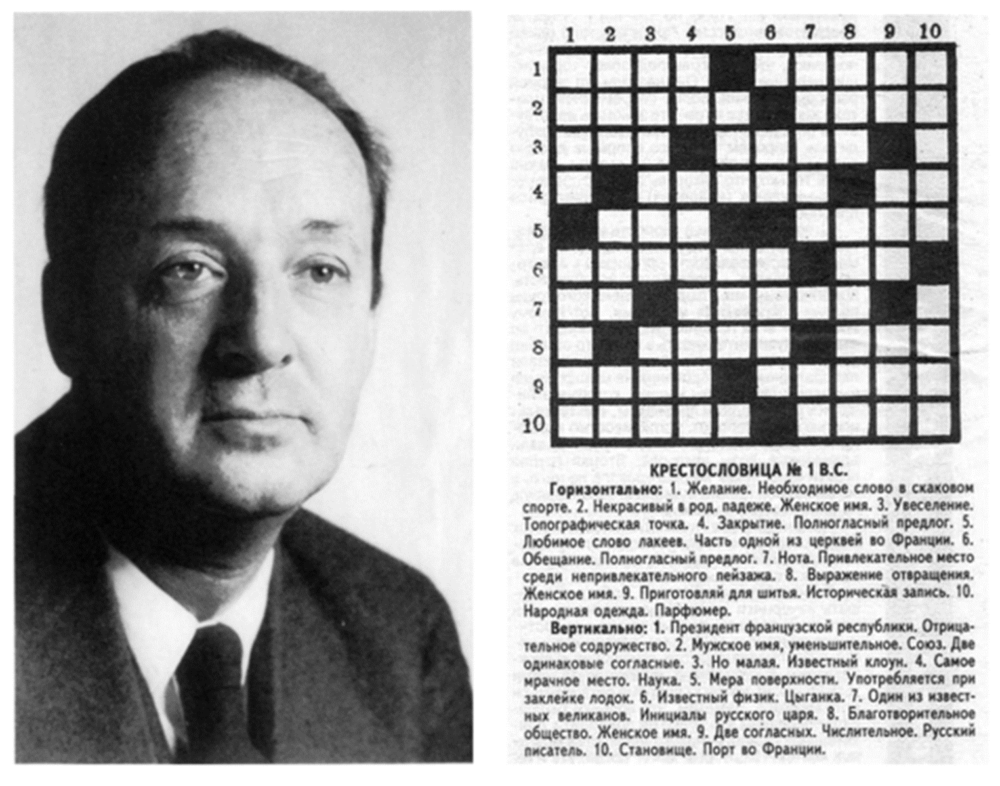 1 2 3 4 5 6 7 8 9 10
1
2
3
4
5
6
7
8
9
10
КРЕСТОСЛОВИЦА № 1 В.С.
Горизонтально: 1. Желание. Необходимое слово в скаковом
спорте. 2. Некрасивый в род. падеже. Женское имя. 3. Увеселение.
Топографическая точка. 4. Закрытие. Полногласный предлог. 5.
Любимое слово лакеев. Часть одной из церквей во Франции. 6.
Обещание. Полногласный предлог. 7. Нота. Привлекательное место
среди непривлекательного пейзажа. 8. Выражение отвращения.
Женское имя. 9. Приготовляй для шитья. Историческая запись. 10.
Народная одежда. Парфюмер.
Вертикально: 1. Президент французской республики. Отрица-
тельное содружество. 2. Мужское имя, уменьшительное. Союз. Две
одинаковые согласные. 3. Но малая. Известный клоун. 4. Самое
мрачное место. Наука. 5. Мера поверхности. Употребляется при
заклейке лодок. 6. Известный физик. Цыганка. 7. Один из извест-
ных великанов. Инициалы русского царя. 8. Благотворительное
общество. Женское имя. 9. Две согласных. Числительное. Русский
писатель. 10. Становище. Порт во Франции.